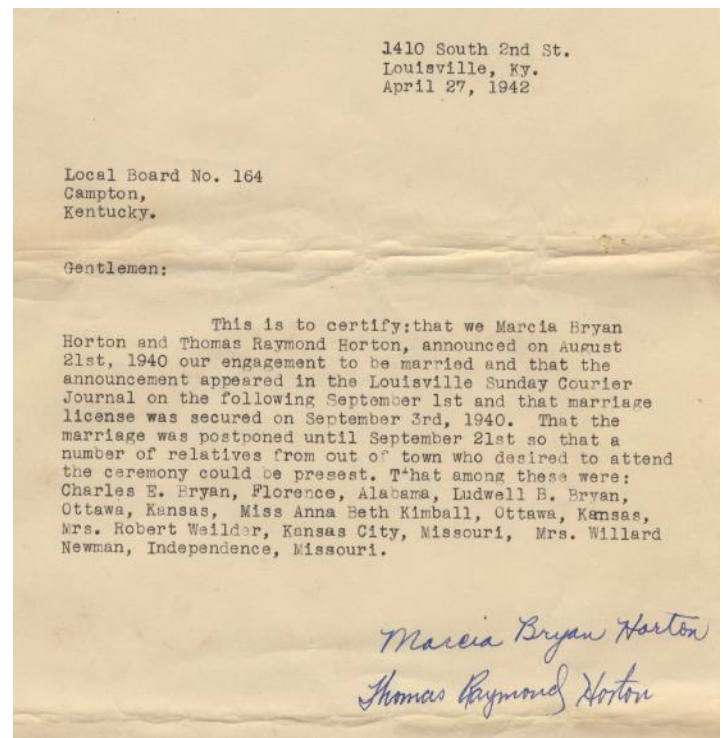 1410 South 2nd St.
Louisville, Ky.
April 27, 1942
Local Board No. 164
Campton,
Kentucky.
Gentlemen:
This is to certify:that we Marcia Bryan
Horton and Thomas Raymond Horton, announced on August
21st, 1940 our engagement to be married and that the
announcement appeared in the Louisville Sunday Courier
Journal on the following September 1st and that marriage
license was secured on September 3rd, 1940. That the
marriage was postponed until September 21st so that a
number of relatives from out of town who desired to attend
the ceremony could be present. That among these were:
Charles E. Bryan, Florence, Alabama, Ludwell B. Bryan,
Ottawa, Kansas, Miss Anna Beth Kimball, Ottawa, Kansas,
Mrs. Robert Weilder, Kansas City, Missouri, Mrs. Willard
Newman, Independence, Missouri.
Marcia Bryan Horton
Thomas Raymond Horton